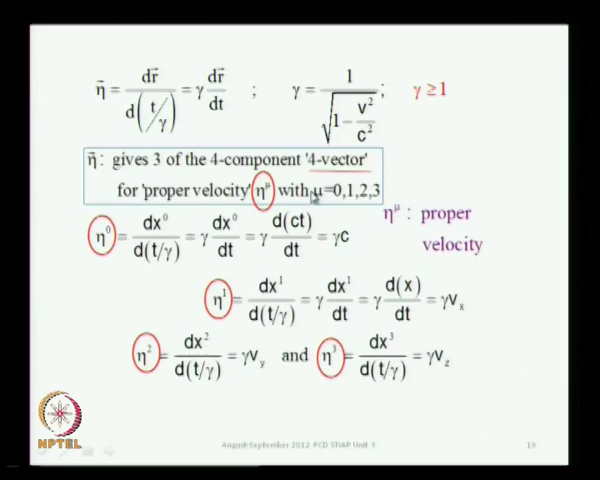 η⃗ = dr⃗ / d(t/γ) = γ dr⃗/dt ; γ = 1 / √(1 − v²/c²) ; γ ≥ 1
η⃗ : gives 3 of the 4-component '4-vector'
for 'proper velocity' η^μ with μ=0,1,2,3
η^μ : proper
velocity
η⁰ = dx⁰ / d(t/γ) = γ dx⁰/dt = γ d(ct)/dt = γc
η¹ = dx¹ / d(t/γ) = γ dx¹/dt = γ d(x)/dt = γv_x
η² = dx² / d(t/γ) = γv_y and η³ = dx³ / d(t/γ) = γv_z
NPTEL
August-September 2012 PCD STiAP Unit 3
19